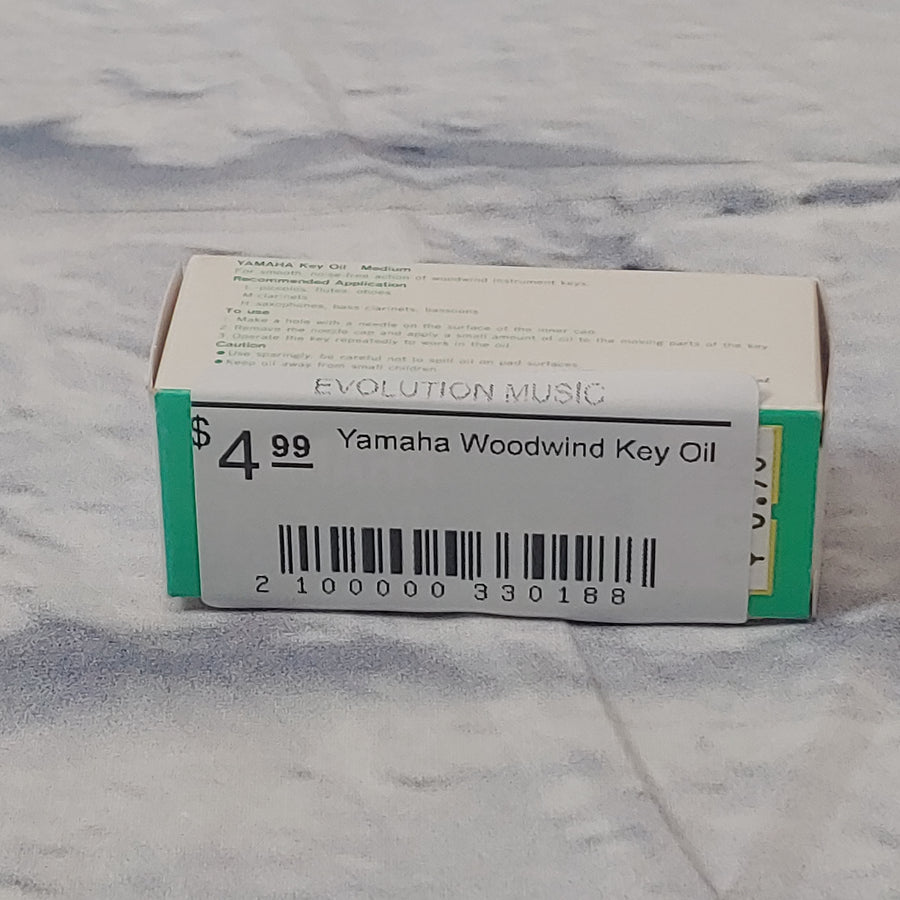 YAMAHA Key Oil Medium
For smooth, noise-free action of woodwind instrument keys.
Recommended Application
L piccolos, flutes, oboes
M clarinets
H saxophones, bass clarinets, bassoons
To use
1. Make a hole with a needle on the surface of the inner cap.
2. Remove the nozzle cap and apply a small amount of oil to the moving parts of the key.
3. Operate the key repeatedly to work in the oil.
Caution
● Use sparingly, be careful not to spill oil on pad surfaces.
● Keep oil away from small children.
EVOLUTION MUSIC
$4.99 Yamaha Woodwind Key Oil
2 100000 330188